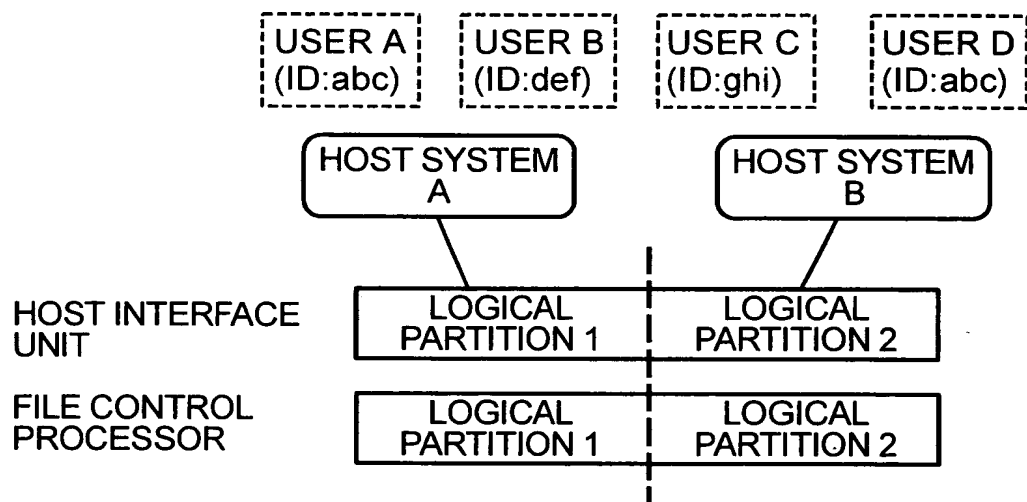 USER A
(ID:abc)
USER B
(ID:def)
USER C
(ID:ghi)
USER D
(ID:abc)
HOST SYSTEM
A
HOST SYSTEM
B
HOST INTERFACE
UNIT
LOGICAL
PARTITION 1
LOGICAL
PARTITION 2
FILE CONTROL
PROCESSOR
LOGICAL
PARTITION 1
LOGICAL
PARTITION 2